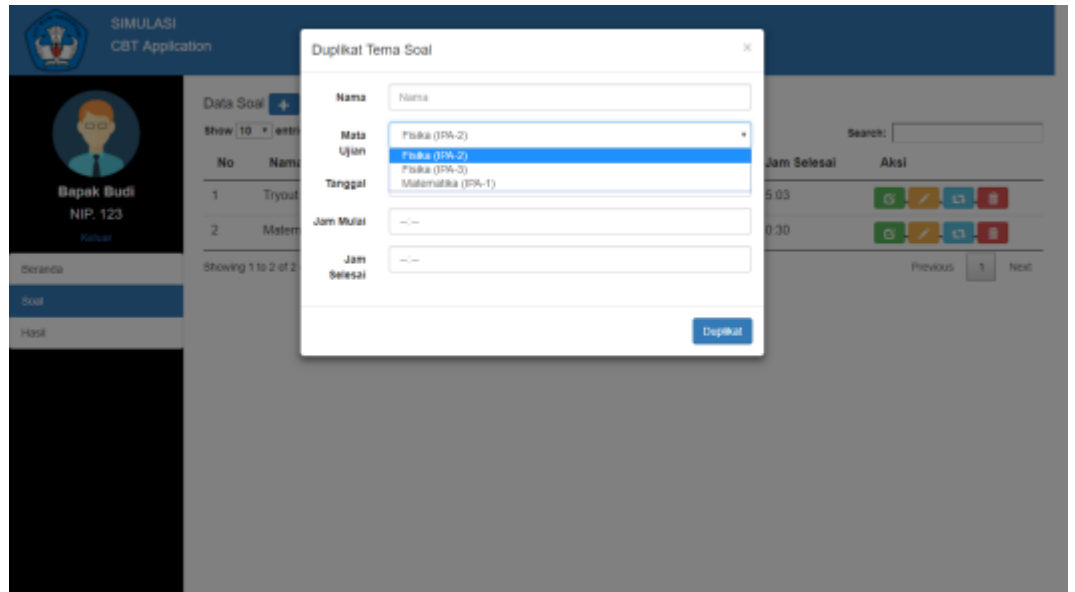 SIMULASI
CBT Application
Bapak Budi
NIP. 123
Keluar
Beranda
Soal
Hasil
Data Soal +
Show 10 entri
Search:
No Nama Jam Selesai Aksi
1 Tryout 5:03
2 Matem 0:30
Showing 1 to 2 of 2
Previous 1 Next
Duplikat Tema Soal ×
Nama Nama
Mata Ujian Fisika (IPA-2)
Fisika (IPA-2)
Fisika (IPA-3)
Matematika (IPA-1)
Tanggal
Jam Mulai --:--
Jam Selesai --:--
Duplikat